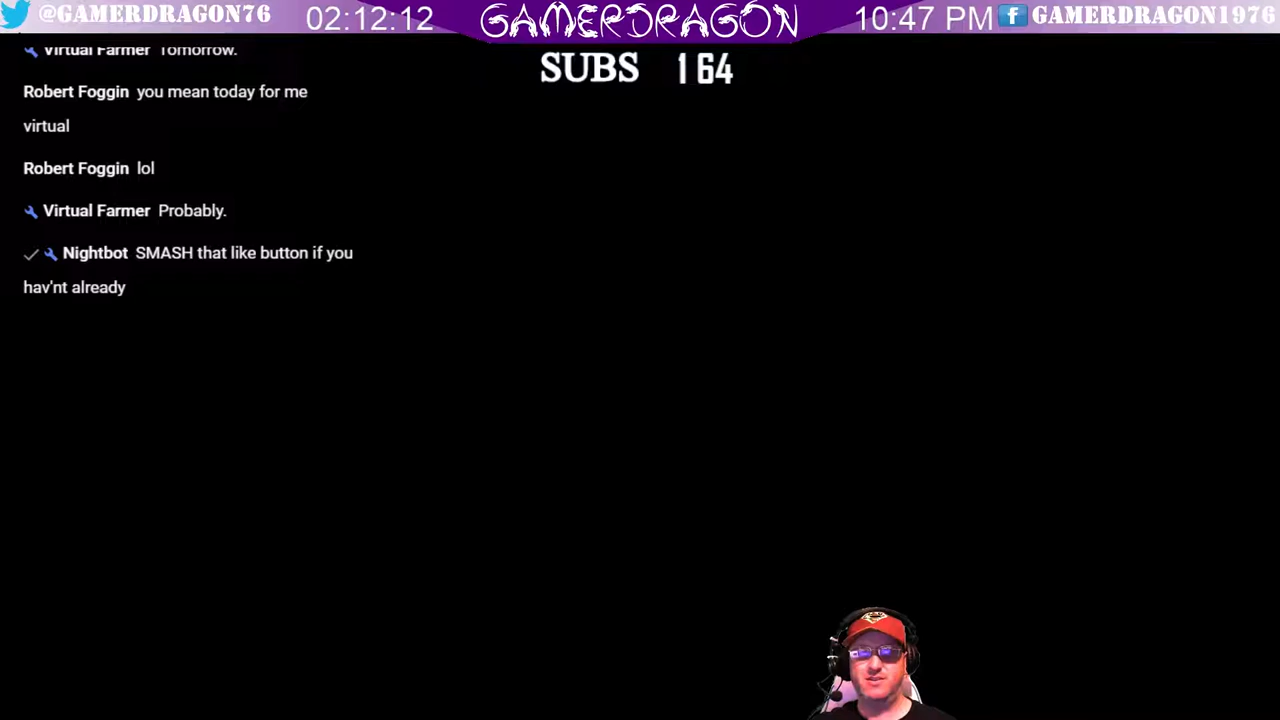 @GAMERDRAGON76 02:12:12 GAMERDRAGON 10:47 PM GAMERDRAGON1976
SUBS 164
Virtual Farmer Tomorrow.
Robert Foggin you mean today for me
virtual
Robert Foggin lol
Virtual Farmer Probably.
Nightbot SMASH that like button if you
hav'nt already